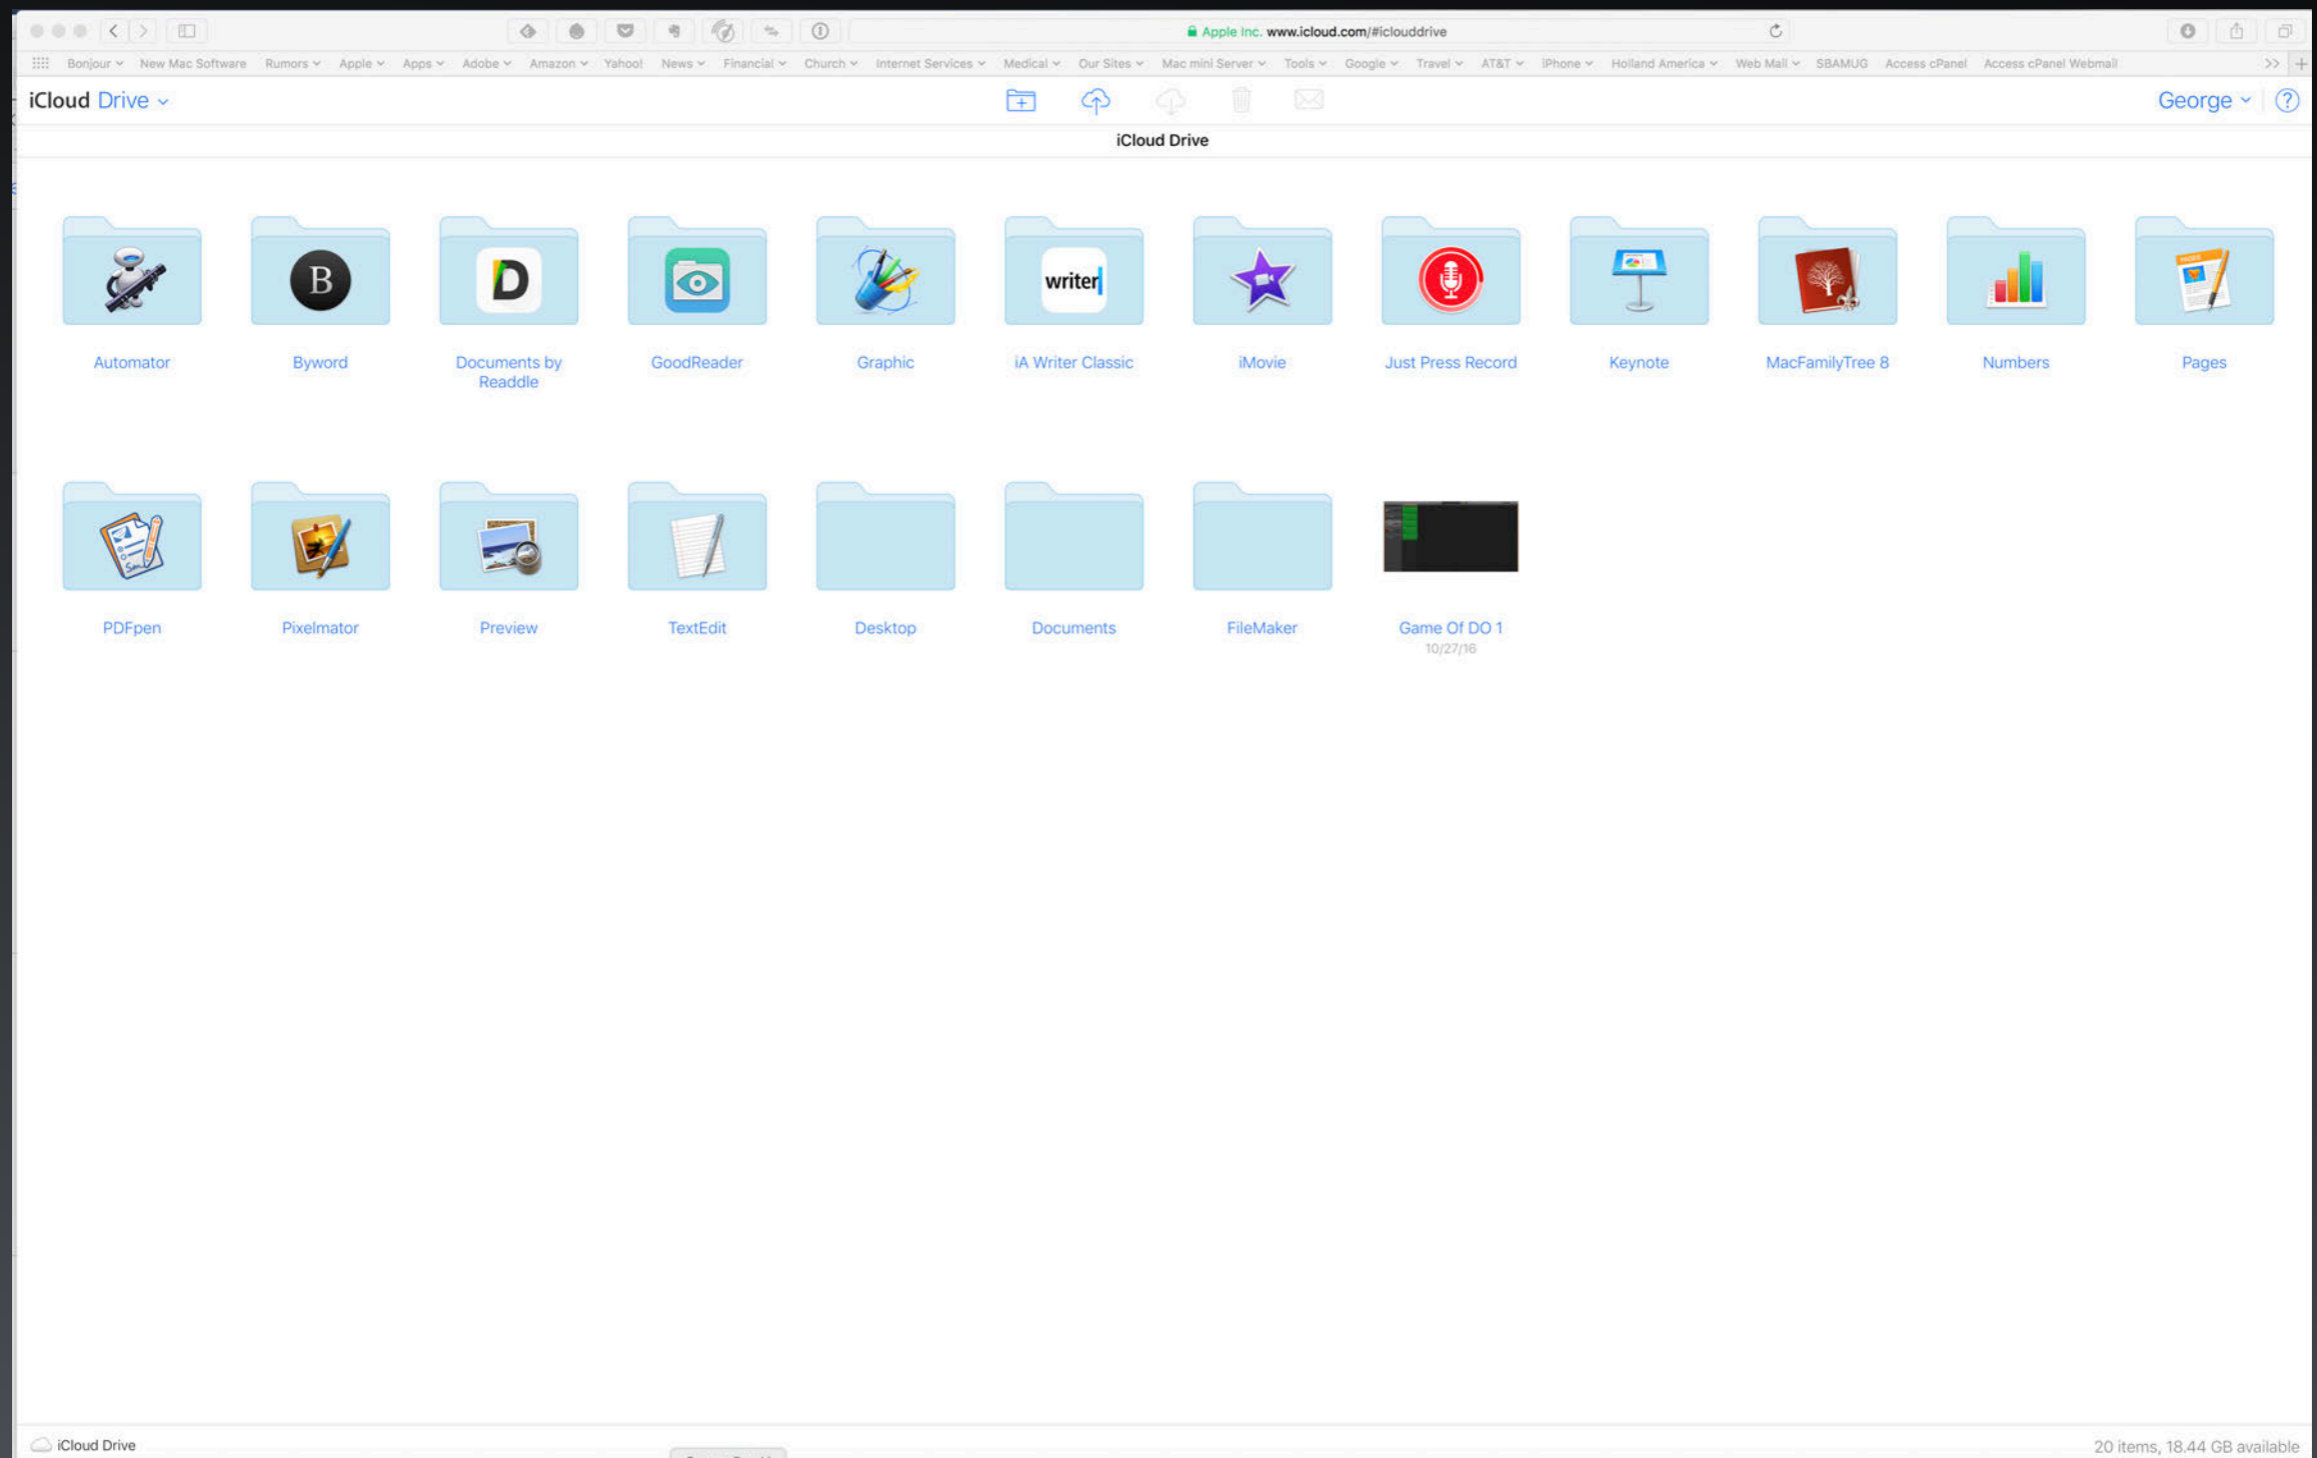 Apple Inc. www.icloud.com/#iclouddrive
Bonjour New Mac Software Rumors Apple Apps Adobe Amazon Yahoo! News Financial Church Internet Services Medical Our Sites Mac mini Server Tools Google Travel AT&T iPhone Holland America Web Mail SBAMUG Access cPanel Access cPanel Webmail >> +
iCloud Drive George ?
iCloud Drive
B D writer PAGES
Automator Byword Documents by GoodReader Graphic iA Writer Classic iMovie Just Press Record Keynote MacFamilyTree 8 Numbers Pages
Readdle
PDFpen Pixelmator Preview TextEdit Desktop Documents FileMaker Game Of DO 1
10/27/16
iCloud Drive 20 items, 18.44 GB available